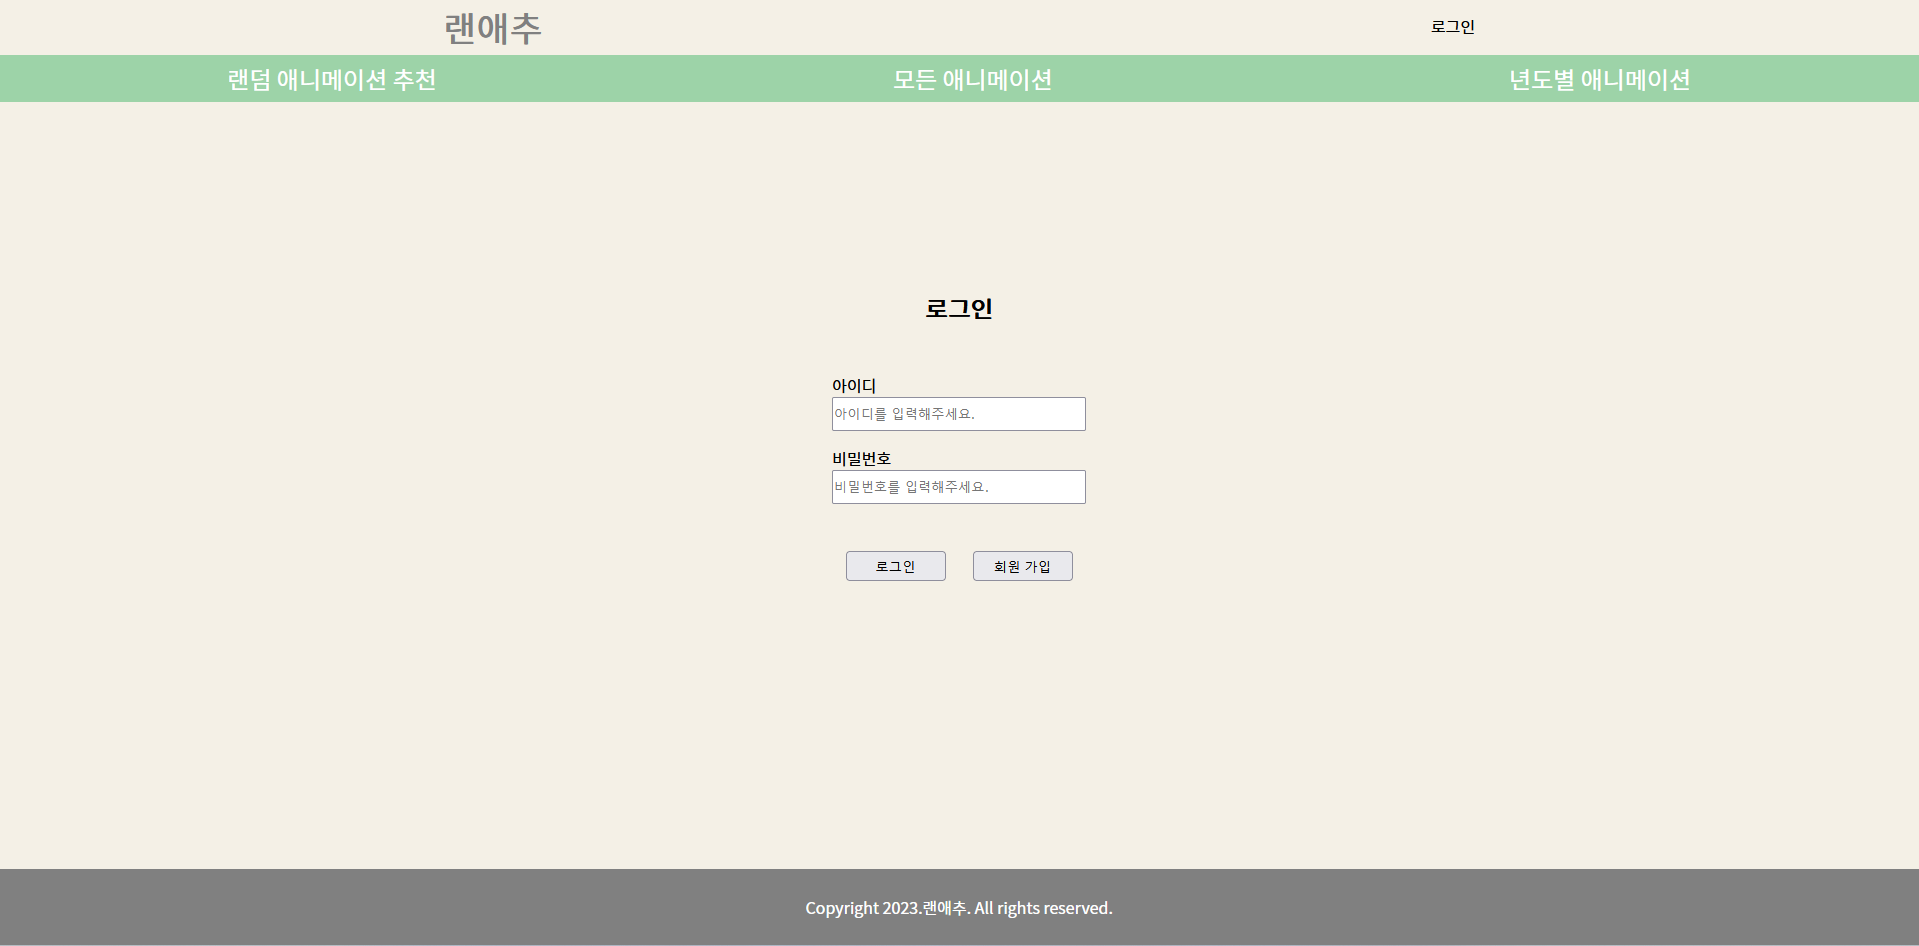 랜애추
로그인
랜덤 애니메이션 추천
모든 애니메이션
년도별 애니메이션
로그인
아이디
아이디를 입력해주세요.
비밀번호
비밀번호를 입력해주세요.
로그인
회원 가입
Copyright 2023.랜애추. All rights reserved.